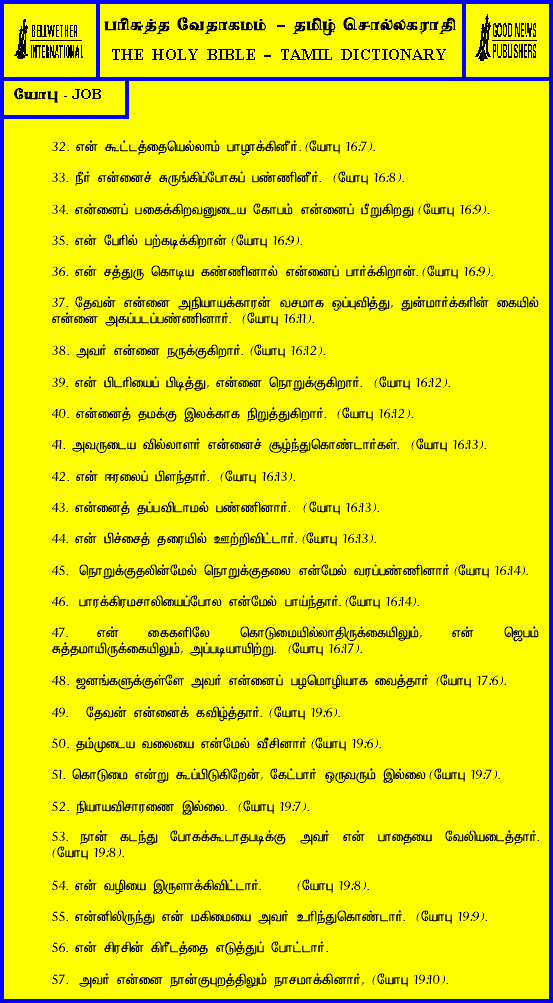 BELLWETHER
INTERNATIONAL
பரிசுத்த வேதாகமம் – தமிழ் சொல்லகராதி
THE HOLY BIBLE – TAMIL DICTIONARY
GOOD NEWS
PUBLISHERS
யோபு - JOB
32. என் கூட்டத்தையெல்லாம் பாழாக்கினீர். (யோபு 16:7).
33. நீர் என்னைச் சுருங்கிப்போகப் பண்ணினீர். (யோபு 16:8).
34. என்னைப் பகைக்கிறவனுடைய கோபம் என்னைப் பீறுகிறது (யோபு 16:9).
35. என் பேரில் பற்கடிக்கிறான் (யோபு 16:9).
36. என் சத்துரு கொடிய கண்ணினால் என்னைப் பார்க்கிறான். (யோபு 16:9).
37. தேவன் என்னை அநியாயக்காரன் வசமாக ஒப்புவித்து, துன்மார்க்கரின் கையில்
என்னை அகப்படப்பண்ணினார். (யோபு 16:11).
38. அவர் என்னை நருக்குகிறார். (யோபு 16:12).
39. என் பிடரியைப் பிடித்து, என்னை நொறுக்குகிறார். (யோபு 16:12).
40. என்னைத் தமக்கு இலக்காக நிறுத்துகிறார். (யோபு 16:12).
41. அவருடைய வில்லாளர் என்னைச் சூழ்ந்துகொண்டார்கள். (யோபு 16:13).
42. என் ஈரலைப் பிளந்தார். (யோபு 16:13).
43. என்னைத் தப்பவிடாமல் பண்ணினார். (யோபு 16:13).
44. என் பிச்சைத் தரையில் ஊற்றிவிட்டார். (யோபு 16:13).
45. நொறுக்குதலின்மேல் நொறுக்குதலை என்மேல் வரப்பண்ணினார் (யோபு 16:14).
46. பாரக்கிரமசாலியைப்போல என்மேல் பாய்ந்தார். (யோபு 16:14).
47. என் கைகளிலே கொடுமையில்லாதிருக்கையிலும், என் ஜெபம்
சுத்தமாயிருக்கையிலும், அப்படியாயிற்று. (யோபு 16:17).
48. ஜனங்களுக்குள்ளே அவர் என்னைப் பழமொழியாக வைத்தார் (யோபு 17:6).
49. தேவன் என்னைக் கவிழ்த்தார். (யோபு 19:6).
50. தம்முடைய வலையை என்மேல் வீசினார் (யோபு 19:6).
51. கொடுமை என்று கூப்பிடுகிறேன், கேட்பார் ஒருவரும் இல்லை (யோபு 19:7).
52. நியாயவிசாரணை இல்லை. (யோபு 19:7).
53. நான் கடந்து போகக்கூடாதபடிக்கு அவர் என் பாதையை வேலியடைத்தார்.
(யோபு 19:8).
54. என் வழியை இருளாக்கிவிட்டார். (யோபு 19:8).
55. என்னிலிருந்து என் மகிமையை அவர் உரிந்துகொண்டார். (யோபு 19:9).
56. என் சிரசின் கிரீடத்தை எடுத்துப் போட்டார்.
57. அவர் என்னை நான்குபுறத்திலும் நாசமாக்கினார், (யோபு 19:10).